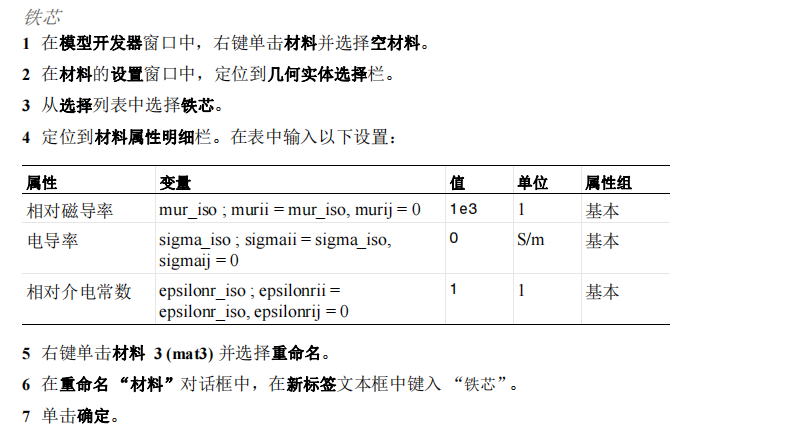 铁芯
1 在模型开发器窗口中，右键单击材料并选择空材料。
2 在材料的设置窗口中，定位到几何实体选择栏。
3 从选择列表中选择铁芯。
4 定位到材料属性明细栏。在表中输入以下设置：
属性 变量 值 单位 属性组
相对磁导率 mur_iso ; murii = mur_iso, murij = 0 1e3 1 基本
电导率 sigma_iso ; sigmaii = sigma_iso, 0 S/m 基本
sigmaij = 0
相对介电常数 epsilonr_iso ; epsilonrii = 1 1 基本
epsilonr_iso, epsilonrij = 0
5 右键单击材料 3 (mat3) 并选择重命名。
6 在重命名“材料”对话框中，在新标签文本框中键入 “铁芯”。
7 单击确定。